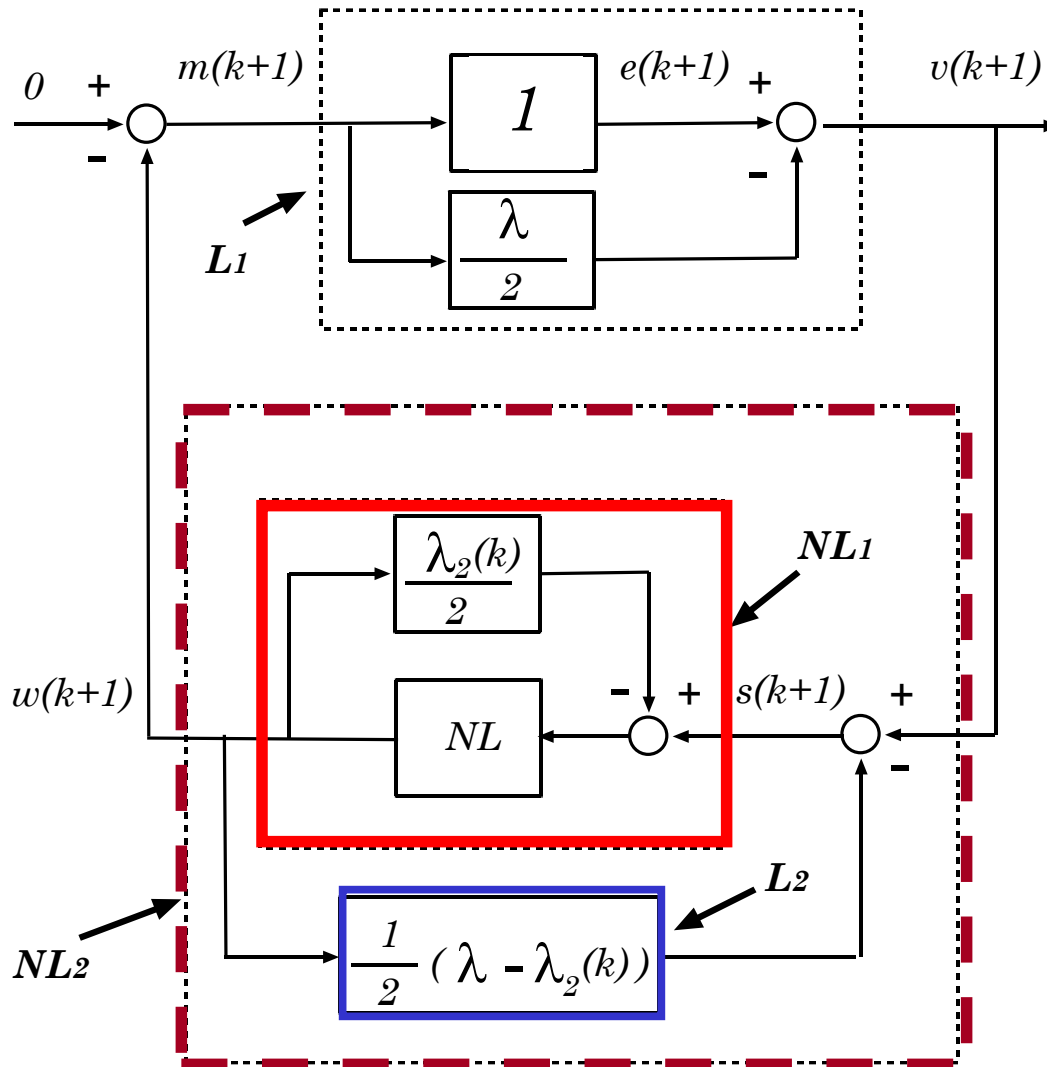 0 + m(k+1) 1 e(k+1) + v(k+1)
- -
L1
λ
2
λ2(k)
2
NL1
w(k+1) NL - + s(k+1) +
-
L2
1
2 ( λ - λ2(k))
NL2